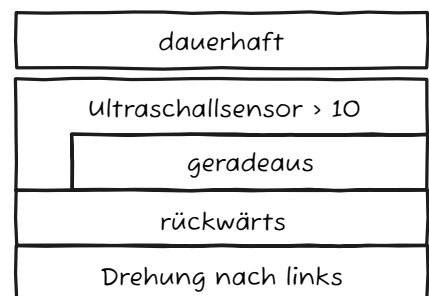 dauerhaft
Ultraschallsensor > 10
geradeaus
rückwärts
Drehung nach links